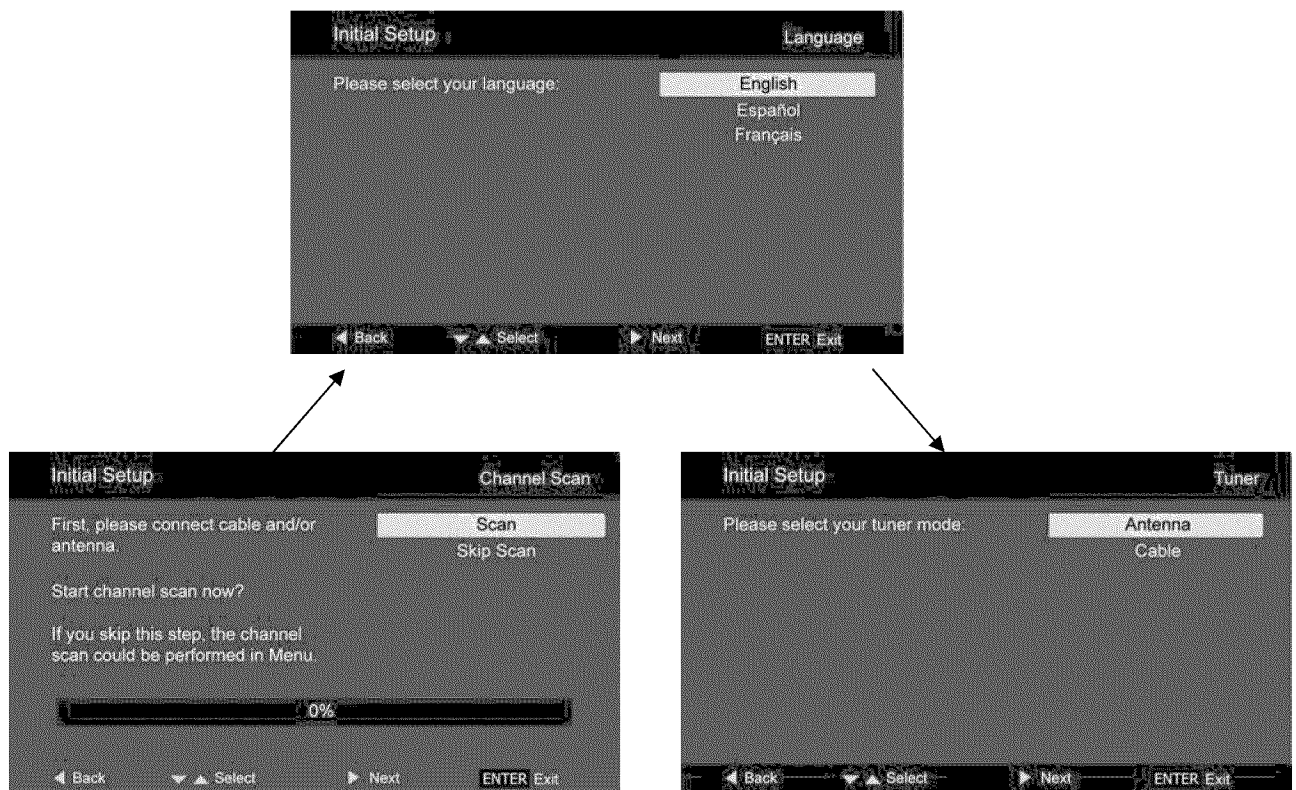 Initial Setup Language
Please select your language: English
Español
Français
◀ Back ▼ ▲ Select ▶ Next ENTER Exit
Initial Setup Channel Scan
First, please connect cable and/or
antenna.
Scan
Skip Scan
Start channel scan now?
If you skip this step, the channel
scan could be performed in Menu.
0%
◀ Back ▼ ▲ Select ▶ Next ENTER Exit
Initial Setup Tuner
Please select your tuner mode: Antenna
Cable
◀ Back ▼ ▲ Select ▶ Next ENTER Exit